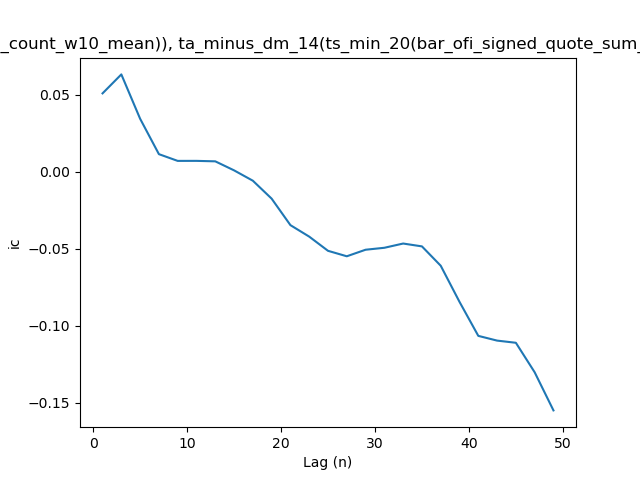 _count_w10_mean)), ta_minus_dm_14(ts_min_20(bar_ofi_signed_quote_sum_
0.05
0.00
−0.05
−0.10
−0.15
ic
0 10 20 30 40 50
Lag (n)